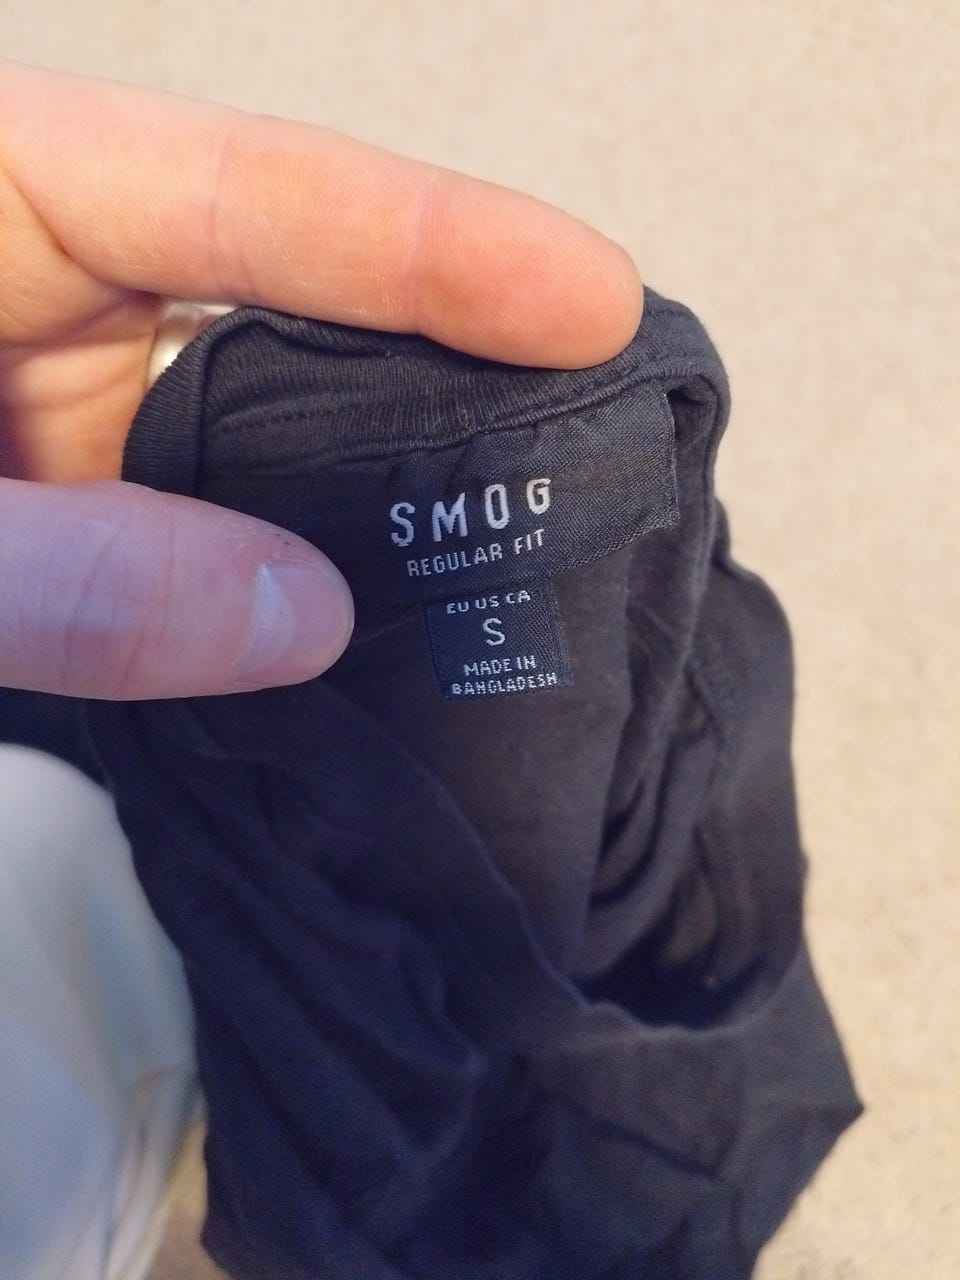 SMOG
REGULAR FIT
EU US CA
S
MADE IN
BANGLADESH